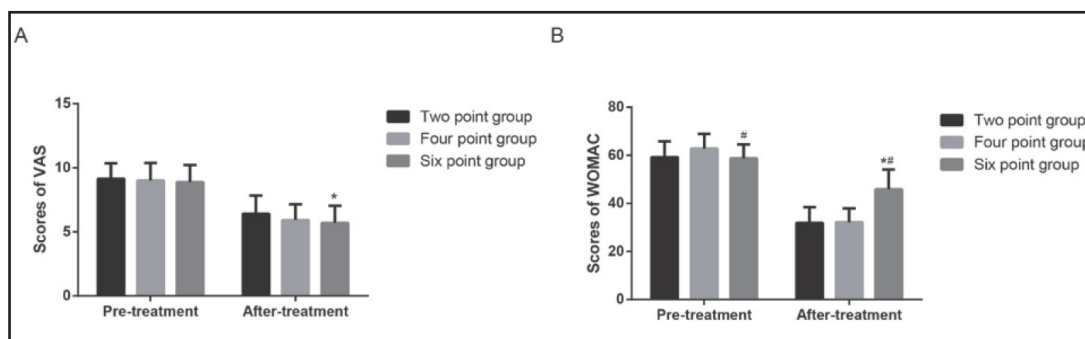 A
Scores of VAS
15
10
5
0
*
Pre-treatment
After-treatment
Two point group
Four point group
Six point group
B
Scores of WOMAC
80
60
40
20
0
#
*#
Pre-treatment
After-treatment
Two point group
Four point group
Six point group